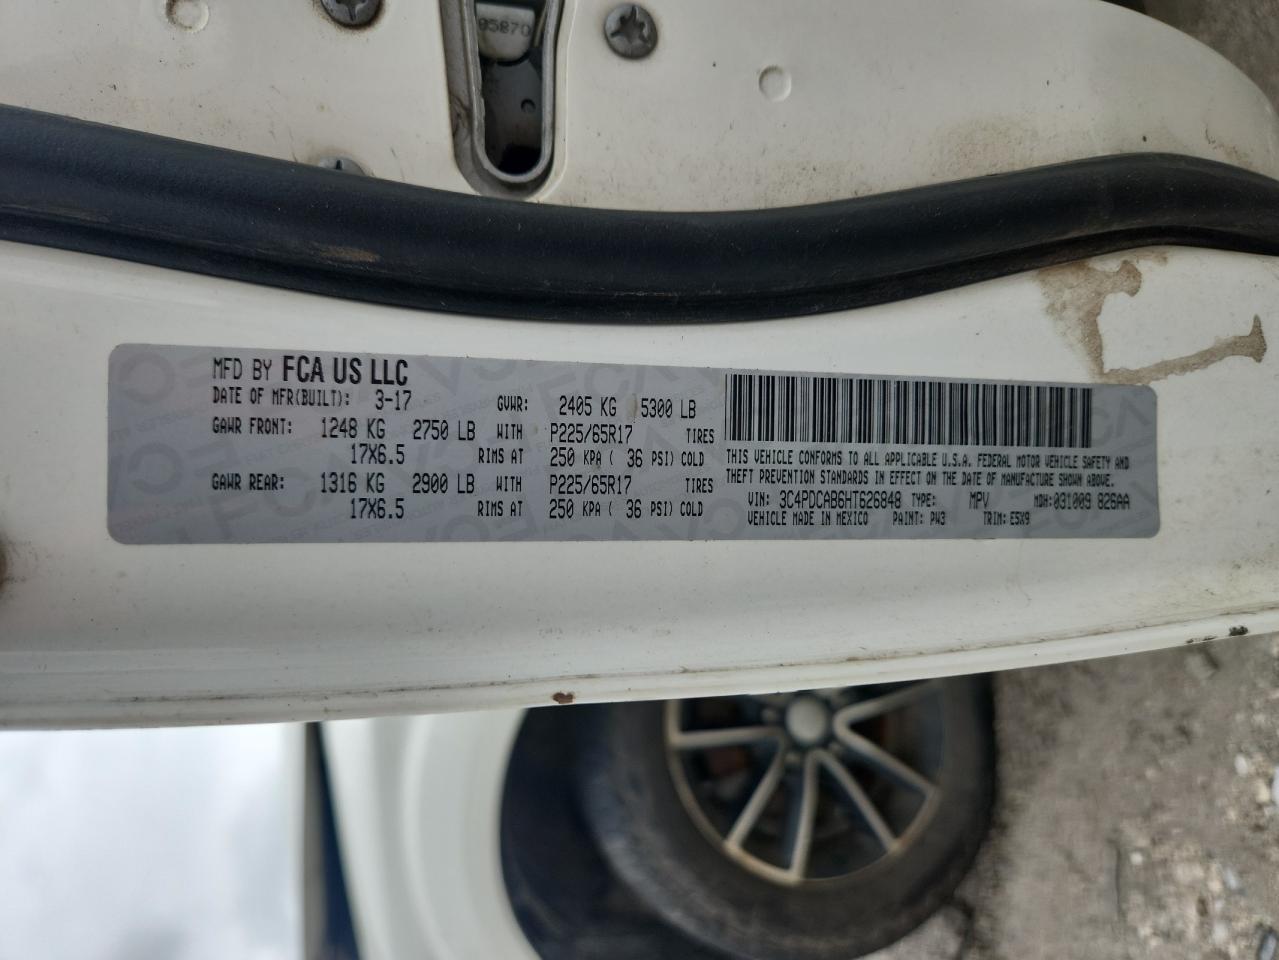 95870
MFD BY FCA US LLC
DATE OF MFR(BUILT): 3-17 GVWR: 2405 KG 5300 LB
GAWR FRONT: 1248 KG 2750 LB WITH P225/65R17 TIRES
17X6.5 RIMS AT 250 KPA ( 36 PSI) COLD
GAWR REAR: 1316 KG 2900 LB WITH P225/65R17 TIRES
17X6.5 RIMS AT 250 KPA ( 36 PSI) COLD
THIS VEHICLE CONFORMS TO ALL APPLICABLE U.S.A. FEDERAL MOTOR VEHICLE SAFETY AND
THEFT PREVENTION STANDARDS IN EFFECT ON THE DATE OF MANUFACTURE SHOWN ABOVE.
VIN: 3C4PDCAB6HT626848 TYPE: MPV MDH:031009 826AA
VEHICLE MADE IN MEXICO PAINT: PW3 TRIM: E5X9